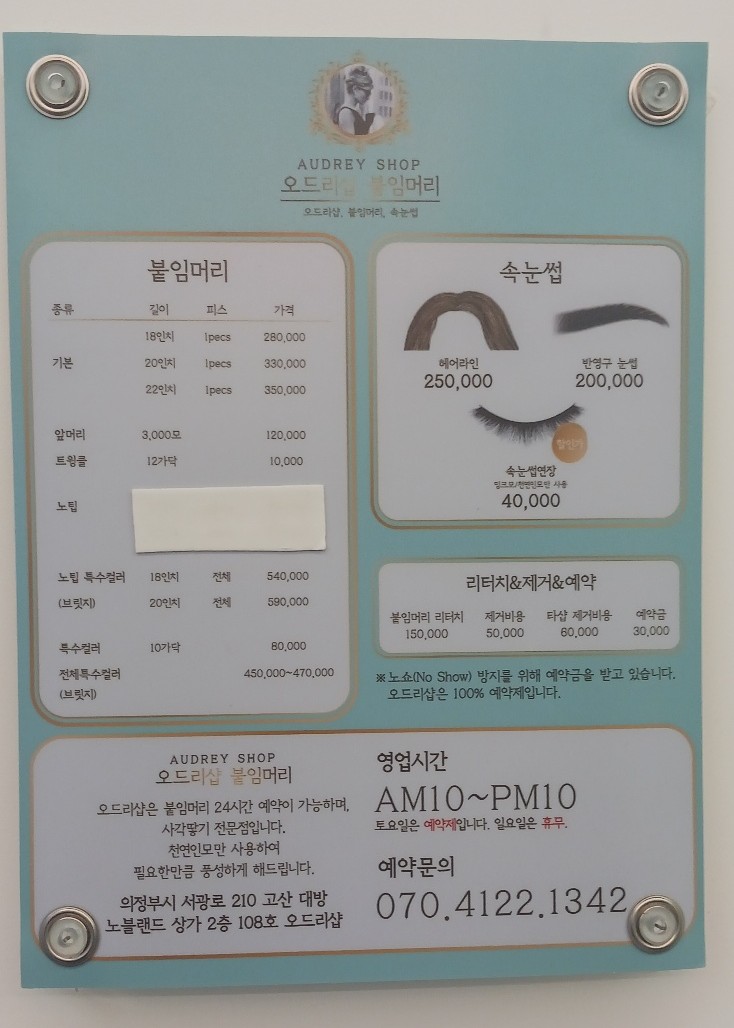 AUDREY SHOP
오드리샵 붙임머리
오드리샵, 붙임머리, 속눈썹
붙임머리
종류 길이 피스 가격
18인치 1pecs 280,000
기본 20인치 1pecs 330,000
22인치 1pecs 350,000
앞머리 3,000모 120,000
트윙클 12가닥 10,000
노팁
노팁 특수컬러 18인치 전체 540,000
(브릿지) 20인치 전체 590,000
특수컬러 10가닥 80,000
전체특수컬러 450,000~470,000
(브릿지)
속눈썹
헤어라인 반영구 눈썹
250,000 200,000
할인가
속눈썹연장
밍크모/천연인모만 사용
40,000
리터치&제거&예약
붙임머리 리터치 제거비용 타샵 제거비용 예약금
150,000 50,000 60,000 30,000
※노쇼(No Show) 방지를 위해 예약금을 받고 있습니다.
오드리샵은 100% 예약제입니다.
AUDREY SHOP
오드리샵 붙임머리
오드리샵은 붙임머리 24시간 예약이 가능하며,
사각땋기 전문점입니다.
천연인모만 사용하여
필요한만큼 풍성하게 해드립니다.
의정부시 서광로 210 고산 대방
노블랜드 상가 2층 108호 오드리샵
영업시간
AM10~PM10
토요일은 예약제입니다. 일요일은 휴무.
예약문의
070.4122.1342